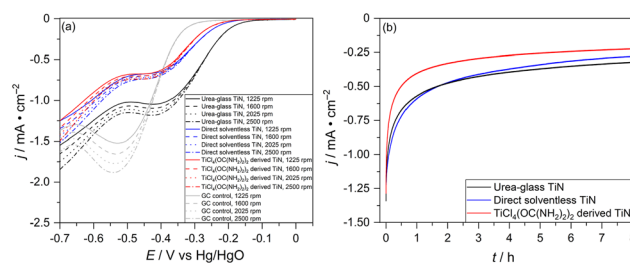 (a)
0
-0.5
-1.0
-1.5
-2.0
-2.5
j / mA • cm⁻²
-0.7
-0.6
-0.5
-0.4
-0.3
-0.2
-0.1
0
E / V vs Hg/HgO
Urea-glass TiN, 1225 rpm
Urea-glass TiN, 1600 rpm
Urea-glass TiN, 2025 rpm
Urea-glass TiN, 2500 rpm
Direct solventless TiN, 1225 rpm
Direct solventless TiN, 1600 rpm
Direct solventless TiN, 2025 rpm
Direct solventless TiN, 2500 rpm
TiCl₄(OC(NH₂)₂)₂ derived TiN, 1225 rpm
TiCl₄(OC(NH₂)₂)₂ derived TiN, 1600 rpm
TiCl₄(OC(NH₂)₂)₂ derived TiN, 2025 rpm
TiCl₄(OC(NH₂)₂)₂ derived TiN, 2500 rpm
GC control, 1225 rpm
GC control, 1600 rpm
GC control, 2025 rpm
GC control, 2500 rpm
(b)
0.00
-0.25
-0.50
-0.75
-1.00
-1.25
-1.50
j / mA • cm⁻²
0
1
2
3
4
5
6
7
8
t / h
Urea-glass TiN
Direct solventless TiN
TiCl₄(OC(NH₂)₂)₂ derived TiN